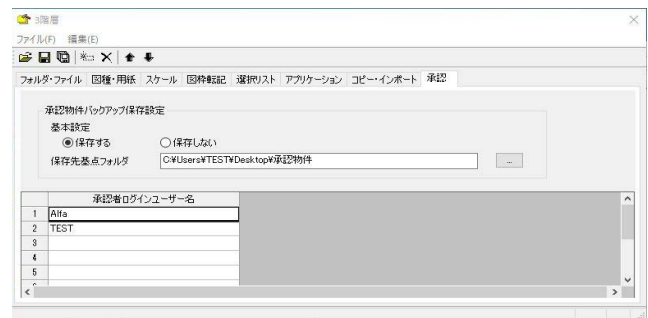 3階層
ファイル(F) 編集(E)
フォルダ・ファイル 図種・用紙 スケール 図枠転記 選択リスト アプリケーション コピー・インポート 承認
承認物件バックアップ保存設定
基本設定
保存する 保存しない
保存先基点フォルダ C:¥Users¥TEST¥Desktop¥承認物件 ...
承認者ログインユーザー名
1 Alfa
2 TEST
3
4
5